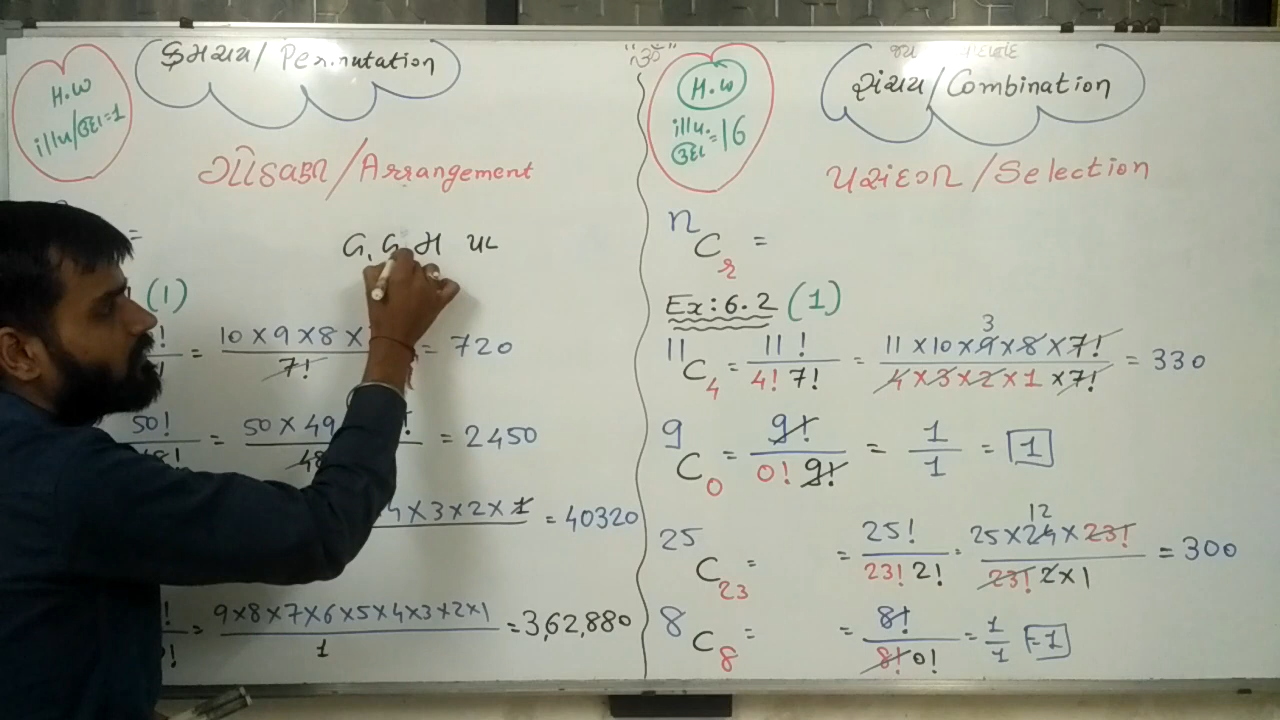 H.W
illu/ઉદા=1
ક્રમચય/Permutation
ગોઠવણ/Arrangement
=
(1)
= 10 X 9 X 8 X / 7! = 720
50! = 50 X 49 / 48 = 2450
4 X 3 X 2 X 1 = 40320
= 9 X 8 X 7 X 6 X 5 X 4 X 3 X 2 X 1 / 1 = 3,62,880
H.W
illu. ઉદા = 16
સંચય/Combination
પસંદગી/Selection
ⁿCᵣ =
Ex: 6.2 (1)
¹¹C₄ = 11! / 4! 7! = 11 X 10 X 9 X 8 X 7! / 4 X 3 X 2 X 1 X 7! = 330
⁹C₀ = 9! / 0! 9! = 1 / 1 = 1
²⁵C₂₃ = = 25! / 23! 2! = 25 X 24 X 23! / 23! 2 X 1 = 300
⁸C₈ = = 8! / 8! 0! = 1 / 1 = 1